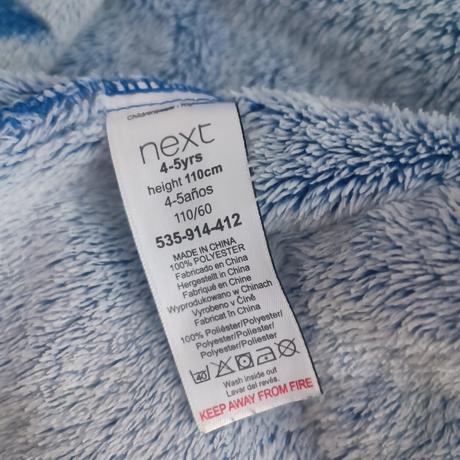 next
4-5yrs
height 110cm
4-5años
110/60
535-914-412
MADE IN CHINA
100% POLYESTER
Fabricado en China
Hergestellt in China
Fabriqué en China
Wyprodukowano w Chinach
Vyrobeno v Číně
Fabricat în China
100% Poliéster/Polyester/
Polyester/Poliester/
Polyester/Poliester
40
Wash inside out
Lavar del revés.
KEEP AWAY FROM FIRE